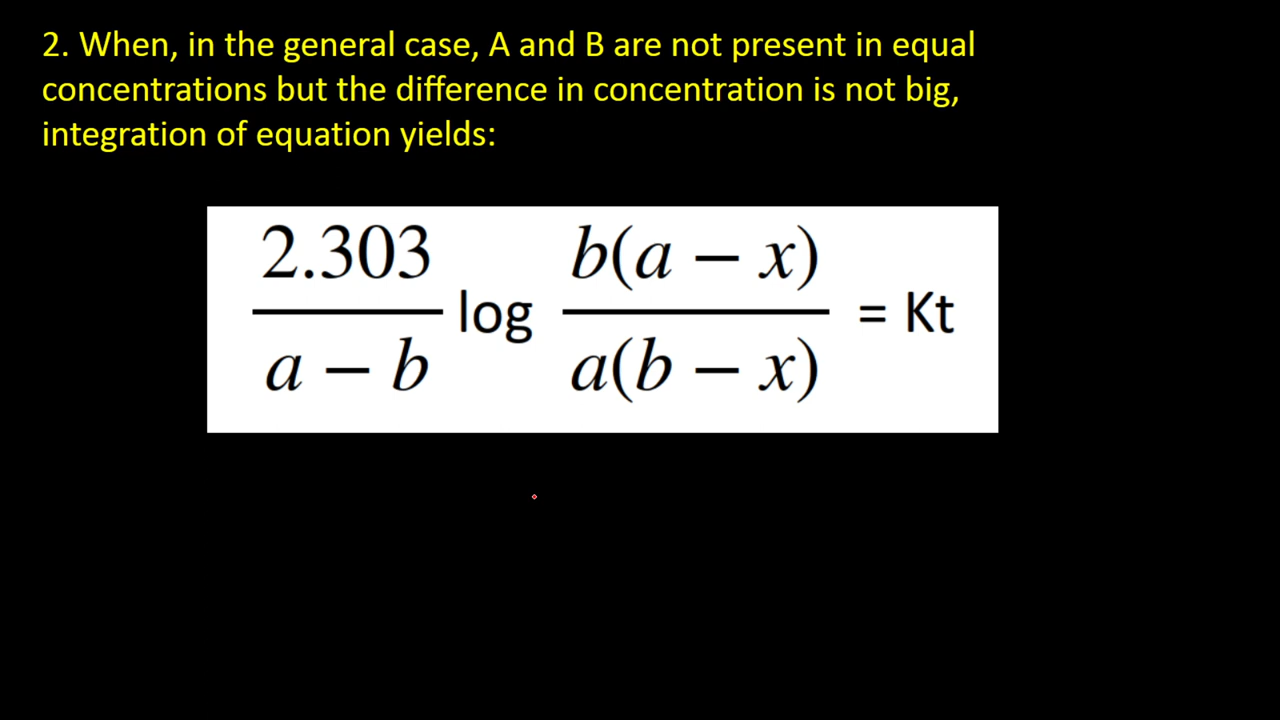 2. When, in the general case, A and B are not present in equal
concentrations but the difference in concentration is not big,
integration of equation yields:
2.303 b(a − x)
log = Kt
a − b a(b − x)